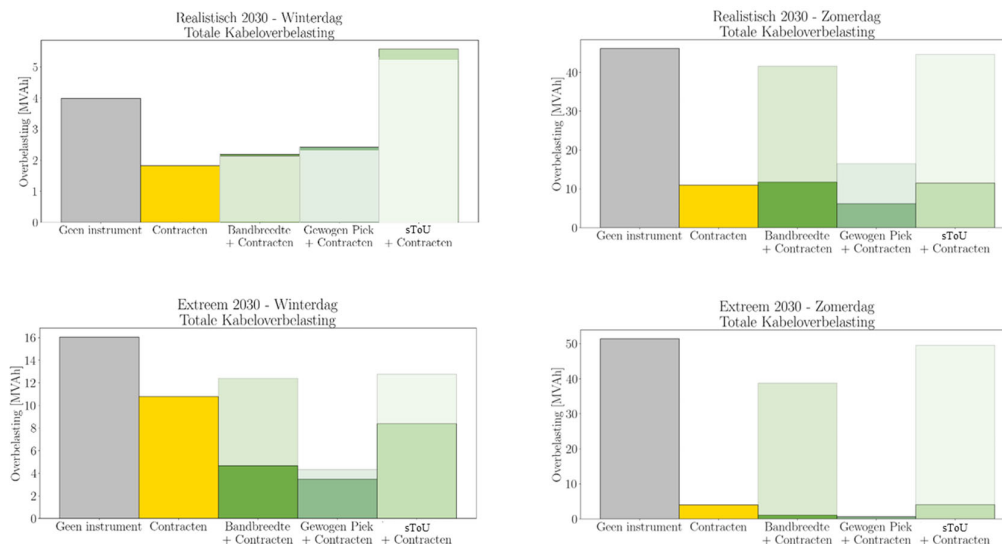 Realistisch 2030 - Winterdag
Totale Kabeloverbelasting
Overbelasting [MVAh]
5
4
3
2
1
0
Geen instrument
Contracten
Bandbreedte
+ Contracten
Gewogen Piek
+ Contracten
sToU
+ Contracten
Realistisch 2030 - Zomerdag
Totale Kabeloverbelasting
Overbelasting [MVAh]
40
30
20
10
0
Geen instrument
Contracten
Bandbreedte
+ Contracten
Gewogen Piek
+ Contracten
sToU
+ Contracten
Extreem 2030 - Winterdag
Totale Kabeloverbelasting
Overbelasting [MVAh]
16
14
12
10
8
6
4
2
0
Geen instrument
Contracten
Bandbreedte
+ Contracten
Gewogen Piek
+ Contracten
sToU
+ Contracten
Extreem 2030 - Zomerdag
Totale Kabeloverbelasting
Overbelasting [MVAh]
50
40
30
20
10
0
Geen instrument
Contracten
Bandbreedte
+ Contracten
Gewogen Piek
+ Contracten
sToU
+ Contracten